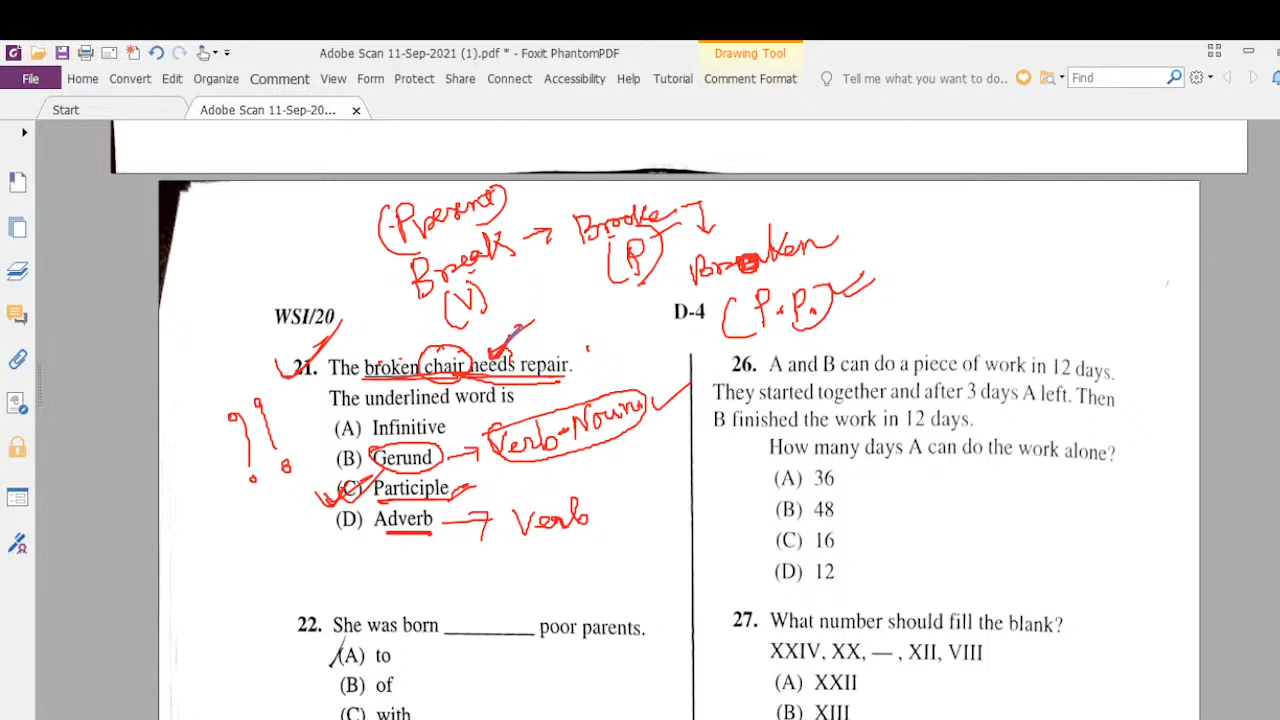 Adobe Scan 11-Sep-2021 (1).pdf * - Foxit PhantomPDF
Drawing Tool
File Home Convert Edit Organize Comment View Form Protect Share Connect Accessibility Help Tutorial Comment Format Tell me what you want to do.. Find
Start Adobe Scan 11-Sep-20...
(Present)
Break → Brooke → Broken
(V) (P) (P.P.)
WSI/20
D-4
21. The broken chair needs repair.
The underlined word is
(A) Infinitive
(B) Gerund → Verb-Noun
(C) Participle
(D) Adverb → Verb
22. She was born ________ poor parents.
(A) to
(B) of
(C) with
26. A and B can do a piece of work in 12 days.
They started together and after 3 days A left. Then
B finished the work in 12 days.
How many days A can do the work alone?
(A) 36
(B) 48
(C) 16
(D) 12
27. What number should fill the blank?
XXIV, XX, — , XII, VIII
(A) XXII
(B) XIII